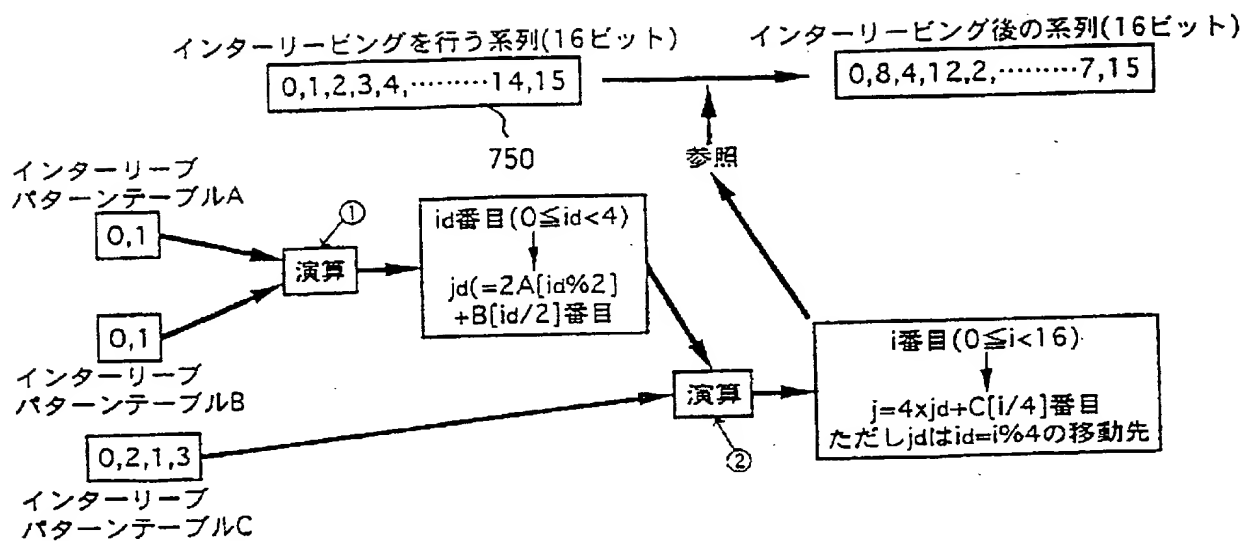 インターリービングを行う系列(16ビット)
インターリービング後の系列(16ビット)
0,1,2,3,4,………14,15
0,8,4,12,2,………7,15
750
参照
インターリーブ
パターンテーブルA
0,1
①
演算
id番目(0≦id<4)
jd(=2A[id%2]
+B[id/2]番目
0,1
インターリーブ
パターンテーブルB
演算
②
i番目(0≦i<16)
j=4xjd+C[i/4]番目
ただしjdはid=i%4の移動先
0,2,1,3
インターリーブ
パターンテーブルC